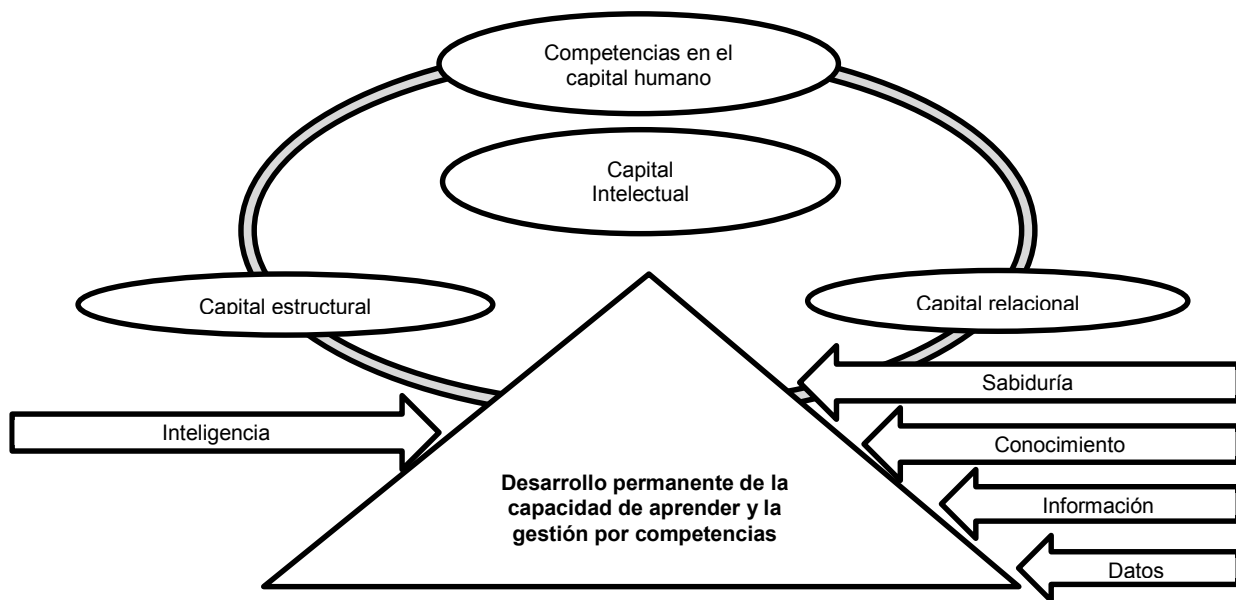 Competencias en el
capital humano
Capital
Intelectual
Capital estructural
Capital relacional
Sabiduría
Inteligencia
Conocimiento
Desarrollo permanente de la
capacidad de aprender y la
gestión por competencias
Información
Datos